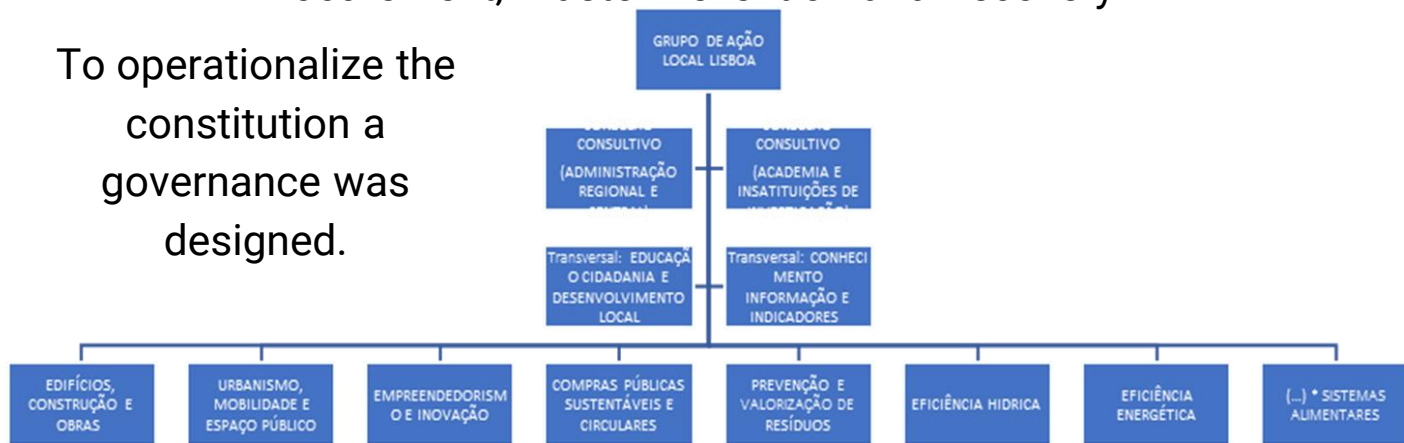 To operationalize the
constitution a
governance was
designed.
GRUPO DE AÇÃO
LOCAL LISBOA
CONSULTIVO
(ADMINISTRAÇÃO
REGIONAL E
CONSULTIVO
(ACADEMIA E
INSATITUIÇÕES DE
Transversal: EDUCAÇÃ
O CIDADANIA E
DESENVOLVIMENTO
LOCAL
Transversal: CONHECI
MENTO
INFORMAÇÃO E
INDICADORES
EDIFÍCIOS,
CONSTRUÇÃO E
OBRAS
URBANISMO,
MOBILIDADE E
ESPAÇO PÚBLICO
EMPREENDEDORISM
O E INOVAÇÃO
COMPRAS PÚBLICAS
SUSTENTÁVEIS E
CIRCULARES
PREVENÇÃO E
VALORIZAÇÃO DE
RESÍDUOS
EFICIÊNCIA HIDRICA
EFICIÊNCIA
ENERGÉTICA
(...) * SISTEMAS
ALIMENTARES